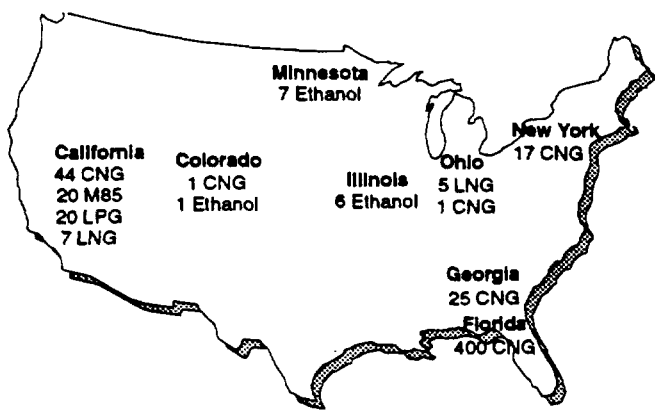 Minnesota
7 Ethanol
New York
17 CNG
California
44 CNG
20 M85
20 LPG
7 LNG
Colorado
1 CNG
1 Ethanol
Illinois
6 Ethanol
Ohio
5 LNG
1 CNG
Georgia
25 CNG
Florida
400 CNG